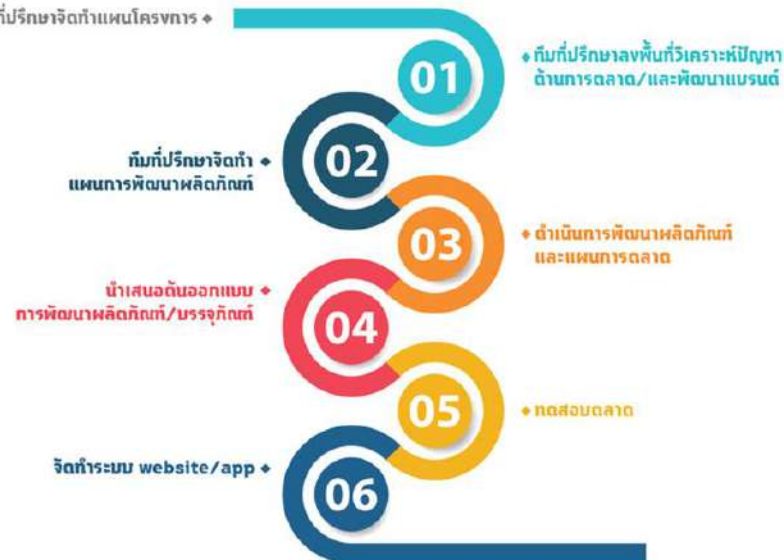 ที่ปรึกษาจัดทำแผนโครงการ
01
ทีมที่ปรึกษาลงพื้นที่วิเคราะห์ปัญหา
ด้านการตลาด/และพัฒนาแบรนด์
02
ทีมที่ปรึกษาจัดทำ
แผนการพัฒนาผลิตภัณฑ์
03
ดำเนินการพัฒนาผลิตภัณฑ์
และแผนการตลาด
04
นำเสนอต้นออกแบบ
การพัฒนาผลิตภัณฑ์/บรรจุภัณฑ์
05
ทดสอบตลาด
06
จัดทำระบบ website/app